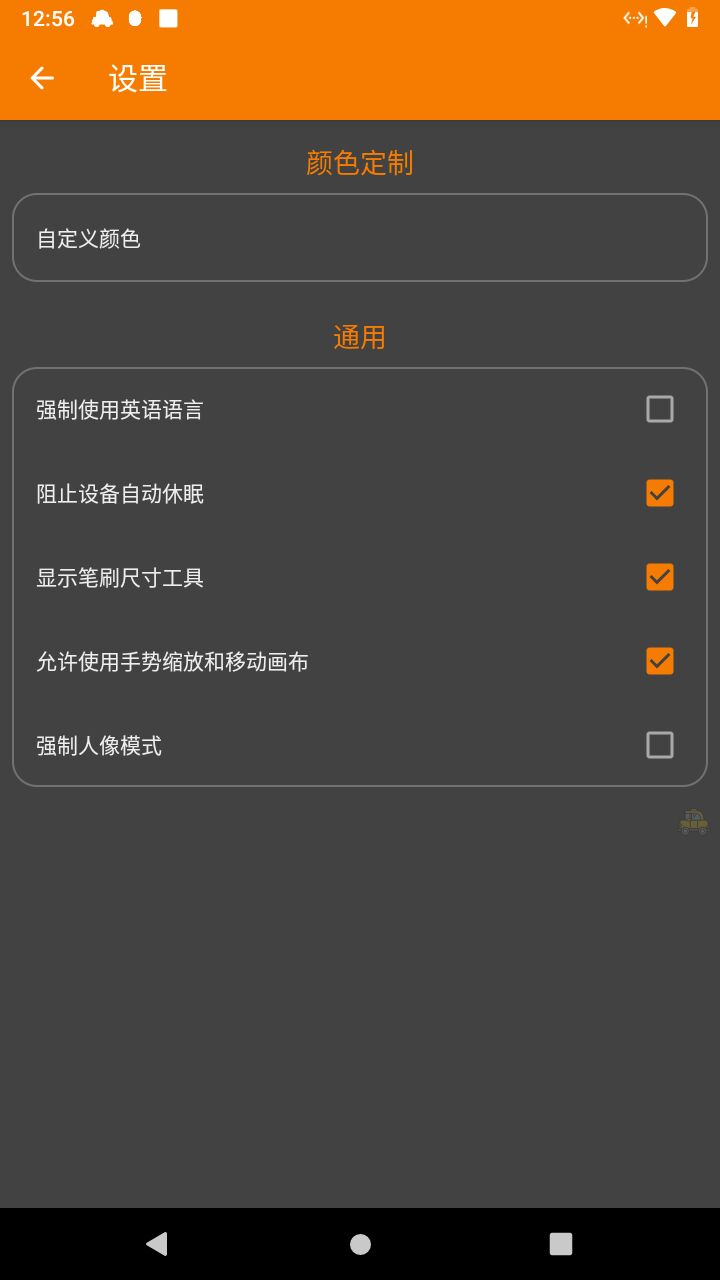 12:56
设置
颜色定制
自定义颜色
通用
强制使用英语语言
阻止设备自动休眠
显示笔刷尺寸工具
允许使用手势缩放和移动画布
强制人像模式